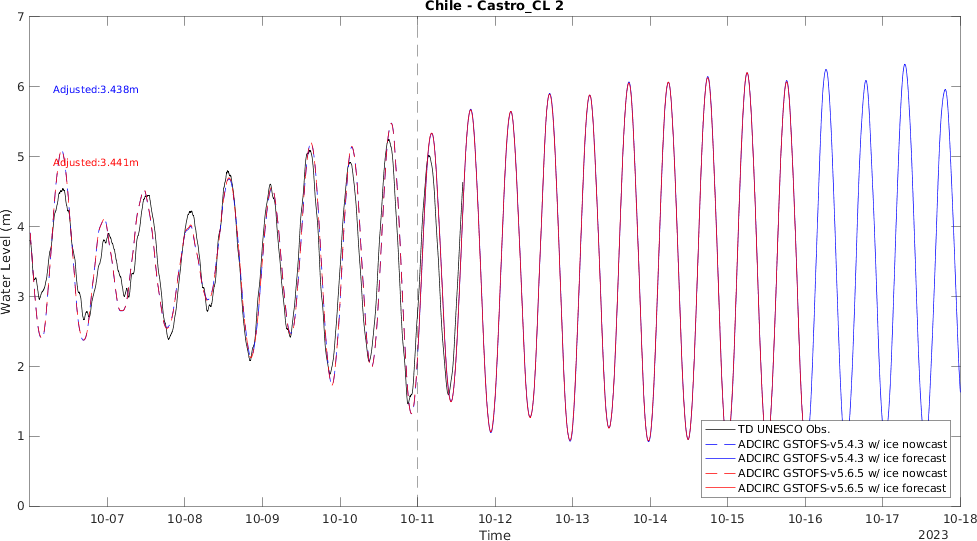 Chile - Castro_CL 2
7
6
5
4
3
2
1
0
Water Level (m)
Adjusted:3.438m
Adjusted:3.441m
TD UNESCO Obs.
ADCIRC GSTOFS-v5.4.3 w/ ice nowcast
ADCIRC GSTOFS-v5.4.3 w/ ice forecast
ADCIRC GSTOFS-v5.6.5 w/ ice nowcast
ADCIRC GSTOFS-v5.6.5 w/ ice forecast
10-07 10-08 10-09 10-10 10-11 10-12 10-13 10-14 10-15 10-16 10-17 10-18
Time
2023